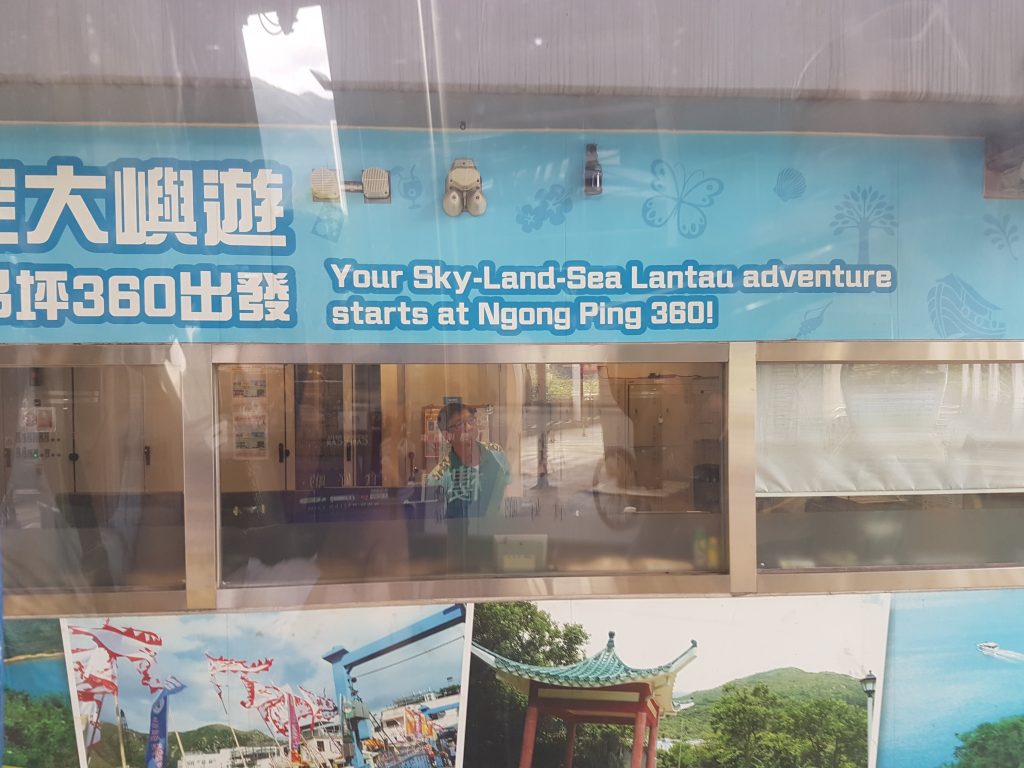 大嶼遊
坪360出發
Your Sky-Land-Sea Lantau adventure
starts at Ngong Ping 360!